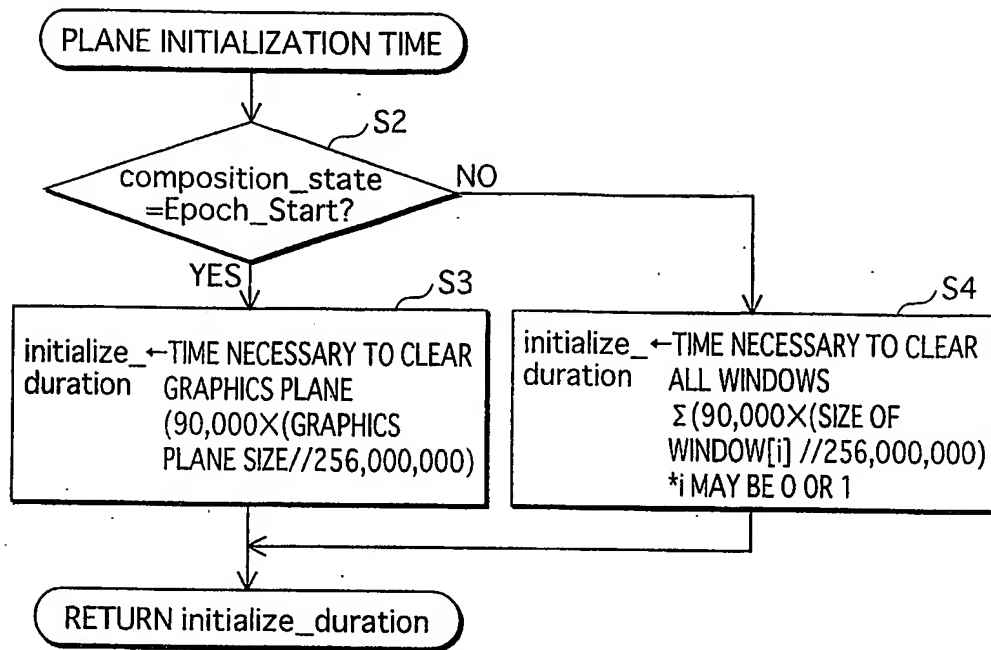 PLANE INITIALIZATION TIME
S2
composition_state
=Epoch_Start?
NO
YES
S3
initialize_←TIME NECESSARY TO CLEAR
duration GRAPHICS PLANE
(90,000×(GRAPHICS
PLANE SIZE//256,000,000)
S4
initialize_←TIME NECESSARY TO CLEAR
duration ALL WINDOWS
Σ(90,000×(SIZE OF
WINDOW[i] //256,000,000)
*i MAY BE 0 OR 1
RETURN initialize_duration